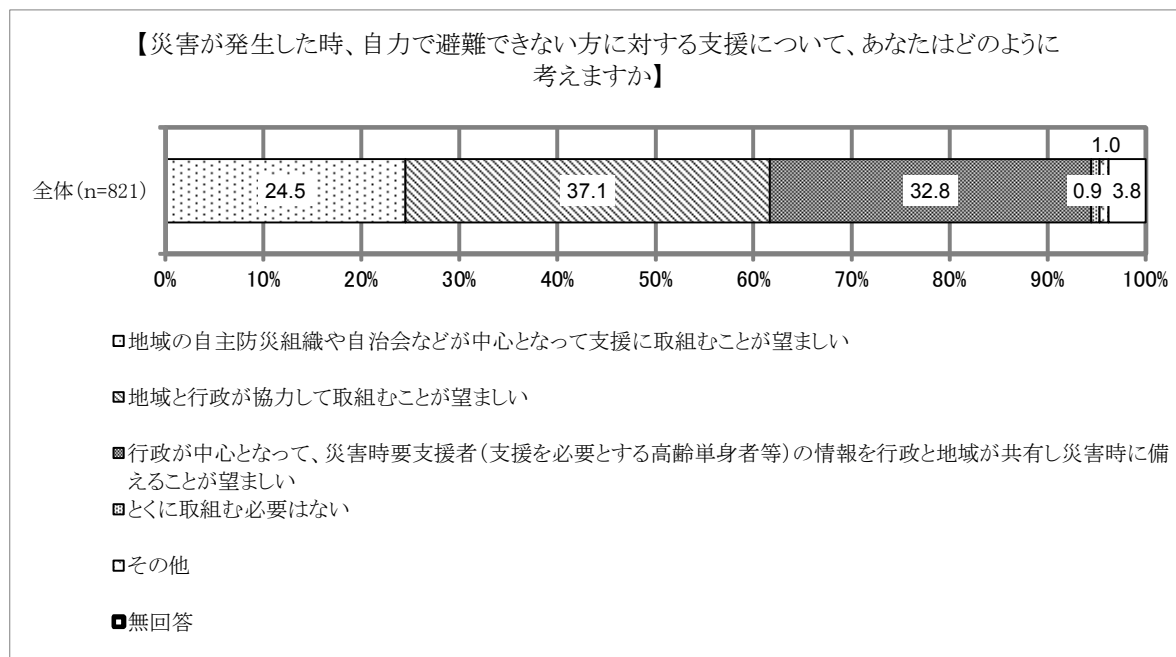 【災害が発生した時、自力で避難できない方に対する支援について、あなたはどのように
考えますか】
1.0
全体(n=821)
24.5
37.1
32.8
0.9
3.8
0%
10%
20%
30%
40%
50%
60%
70%
80%
90%
100%
地域の自主防災組織や自治会などが中心となって支援に取組むことが望ましい
地域と行政が協力して取組むことが望ましい
行政が中心となって、災害時要支援者(支援を必要とする高齢単身者等)の情報を行政と地域が共有し災害時に備
えることが望ましい
とくに取組む必要はない
その他
無回答